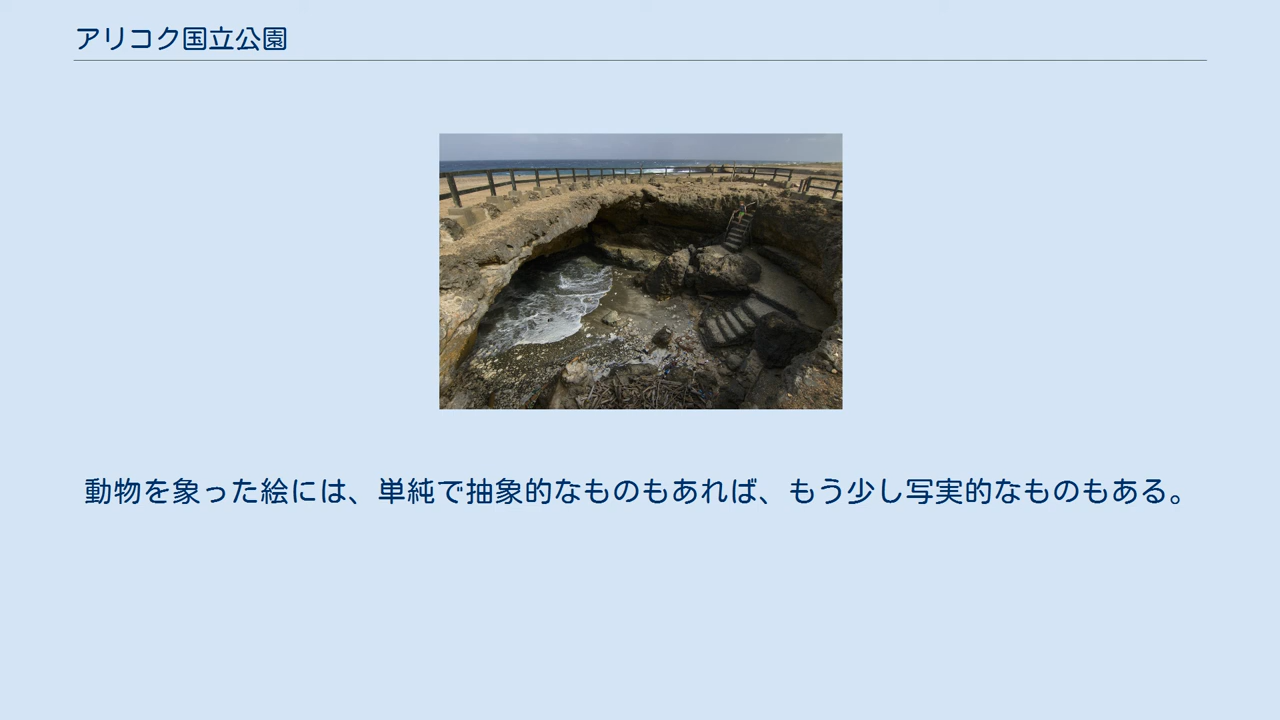 アリコク国立公園
動物を象った絵には、単純で抽象的なものもあれば、もう少し写実的なものもある。